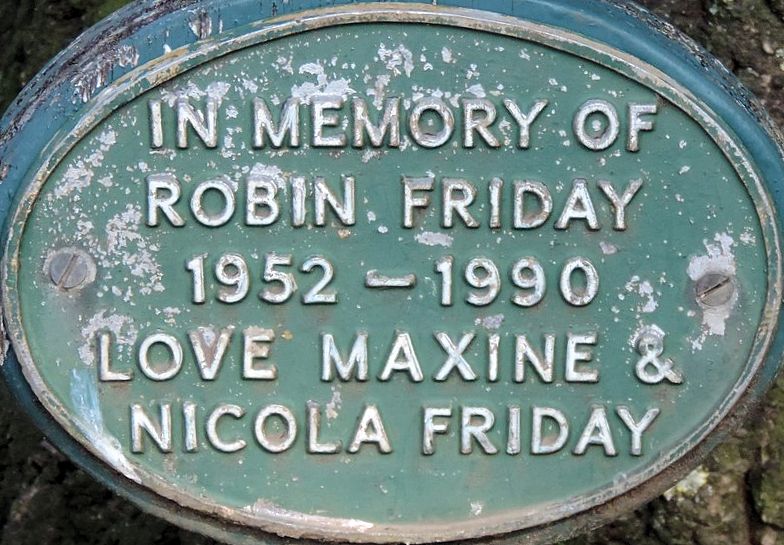 IN MEMORY OF
ROBIN FRIDAY
1952 – 1990
LOVE MAXINE &
NICOLA FRIDAY